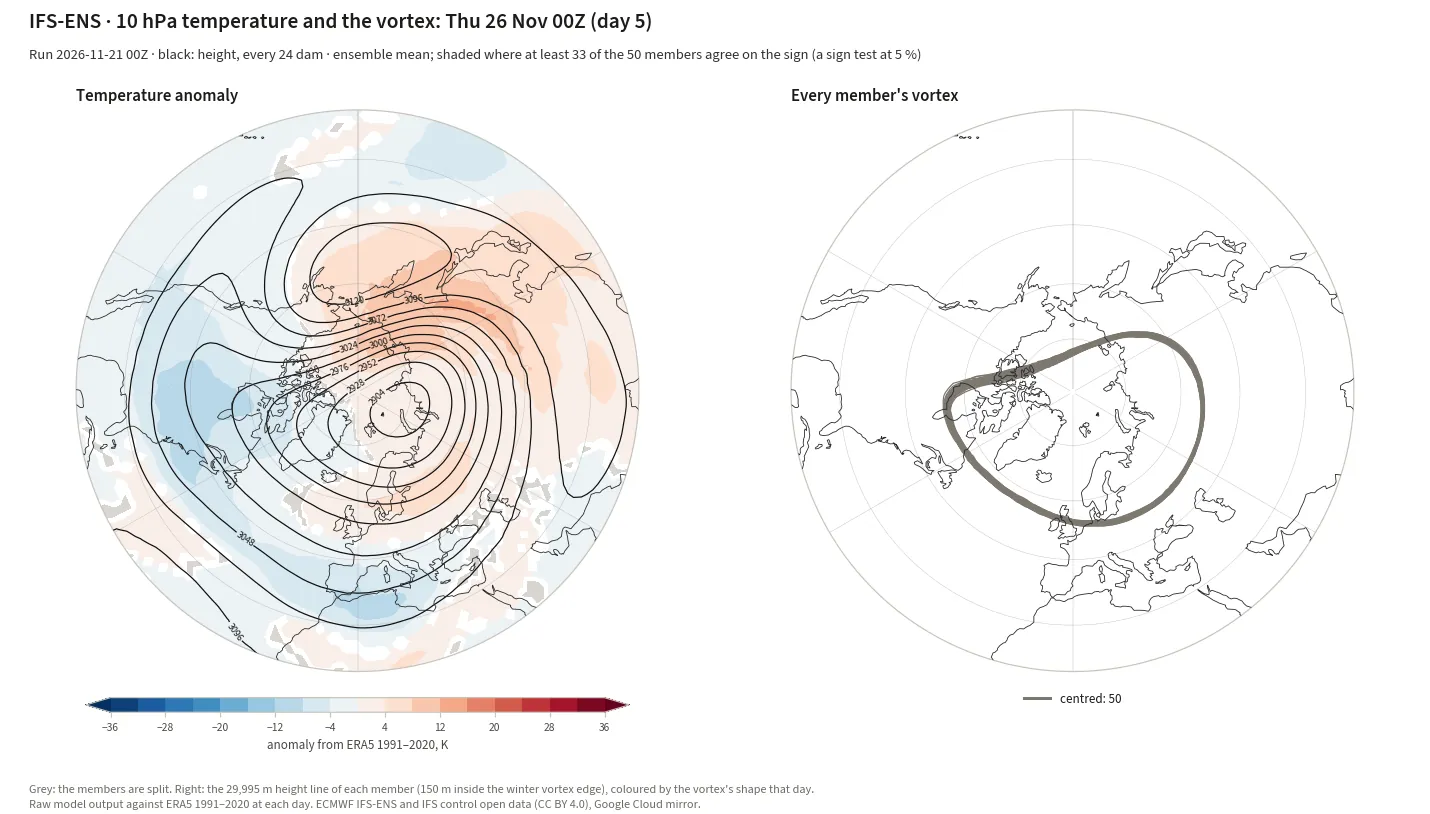 IFS-ENS · 10 hPa temperature and the vortex: Thu 26 Nov 00Z (day 5)
Run 2026-11-21 00Z · black: height, every 24 dam · ensemble mean; shaded where at least 33 of the 50 members agree on the sign (a sign test at 5 %)
Temperature anomaly
Every member's vortex
3120
3096
3072
3024
3000
2976
2952
2928
2904
3048
3096
centred: 50
−36
−28
−20
−12
−4
4
12
20
28
36
anomaly from ERA5 1991–2020, K
Grey: the members are split. Right: the 29,995 m height line of each member (150 m inside the winter vortex edge), coloured by the vortex's shape that day.
Raw model output against ERA5 1991–2020 at each day. ECMWF IFS-ENS and IFS control open data (CC BY 4.0), Google Cloud mirror.